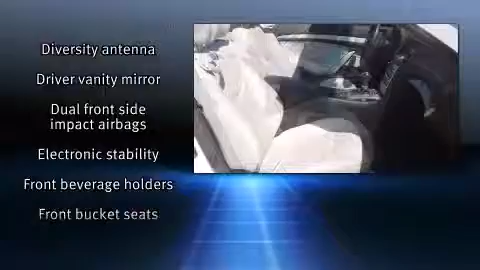 Diversity antenna
Driver vanity mirror
Dual front side
impact airbags
Electronic stability
Front beverage holders
Front bucket seats